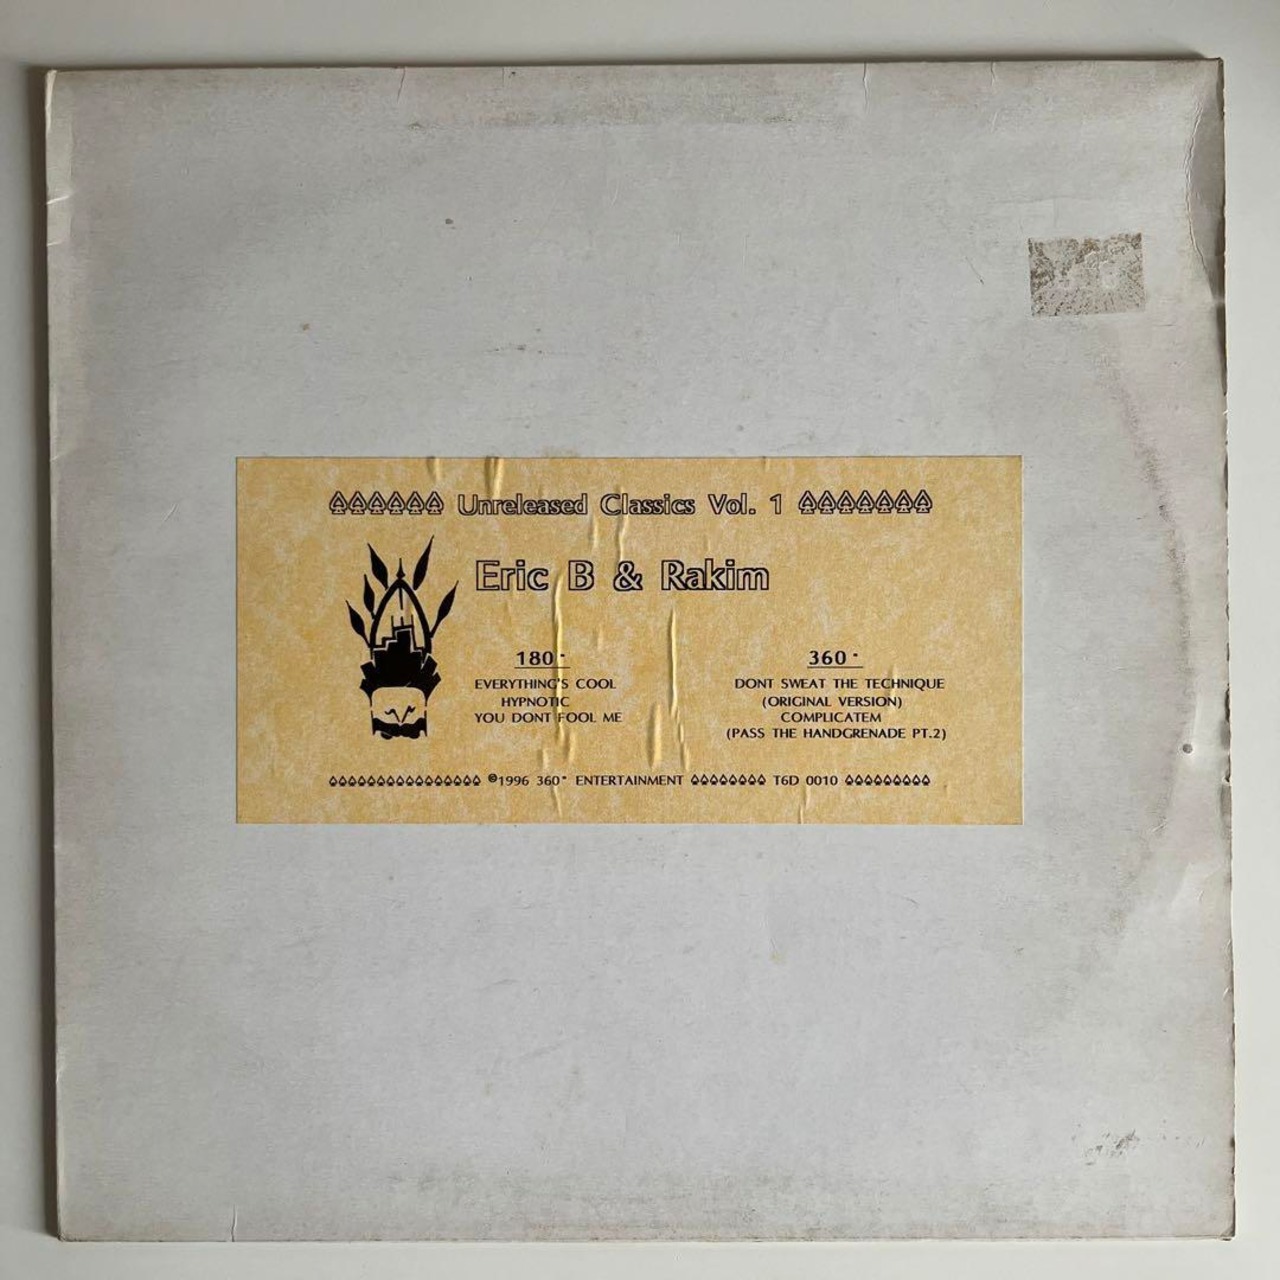 Unreleased Classics Vol. 1
Eric B & Rakim
180°
EVERYTHING'S COOL
HYPNOTIC
YOU DONT FOOL ME
360°
DONT SWEAT THE TECHNIQUE
(ORIGINAL VERSION)
COMPLICATEM
(PASS THE HANDGRENADE PT.2)
℗1996 360° ENTERTAINMENT T6D 0010